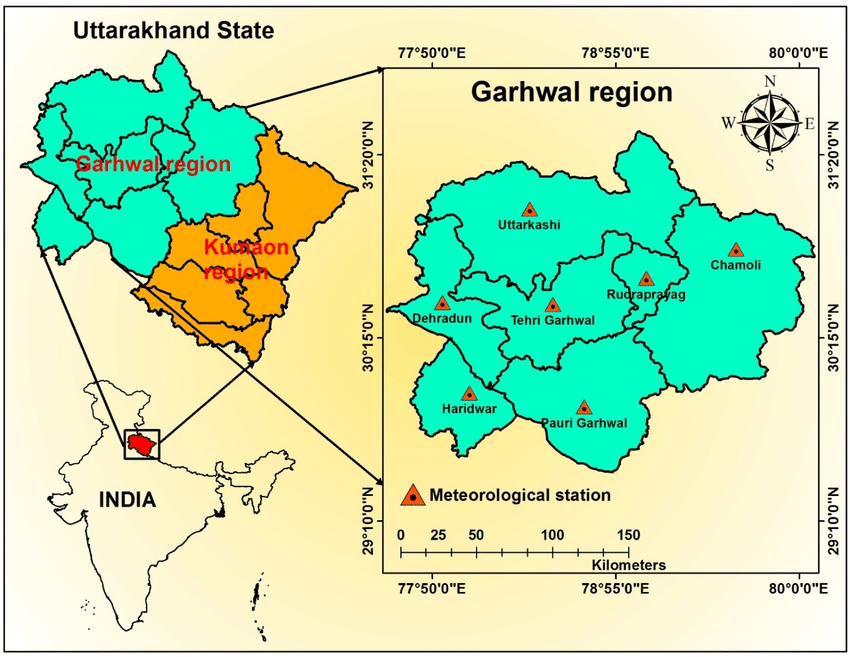 Uttarakhand State
Garhwal region
Kumaon
region
INDIA
77°50'0"E
78°55'0"E
80°0'0"E
Garhwal region
N
W
E
S
31°20'0"N
31°20'0"N
Uttarkashi
Chamoli
Rudraprayag
Dehradun
Tehri Garhwal
30°15'0"N
30°15'0"N
Haridwar
Pauri Garhwal
Meteorological station
29°10'0"N
29°10'0"N
0 25 50 100 150
Kilometers
77°50'0"E
78°55'0"E
80°0'0"E